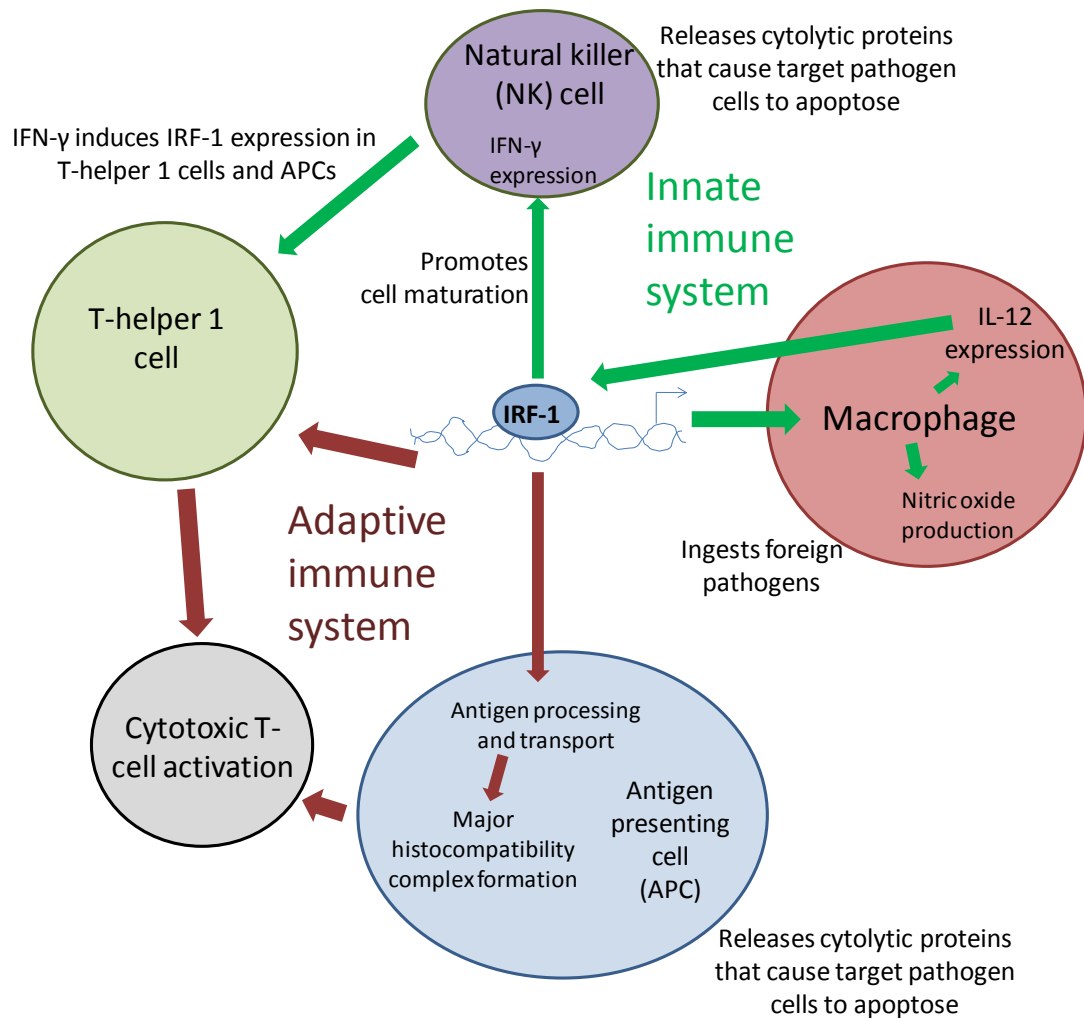 Natural killer
(NK) cell
IFN-γ
expression
Releases cytolytic proteins
that cause target pathogen
cells to apoptose
IFN-γ induces IRF-1 expression in
T-helper 1 cells and APCs
Innate
immune
system
Promotes
cell maturation
T-helper 1
cell
IL-12
expression
Macrophage
Nitric oxide
production
IRF-1
Ingests foreign
pathogens
Adaptive
immune
system
Cytotoxic T-
cell activation
Antigen processing
and transport
Major
histocompatibility
complex formation
Antigen
presenting
cell
(APC)
Releases cytolytic proteins
that cause target pathogen
cells to apoptose